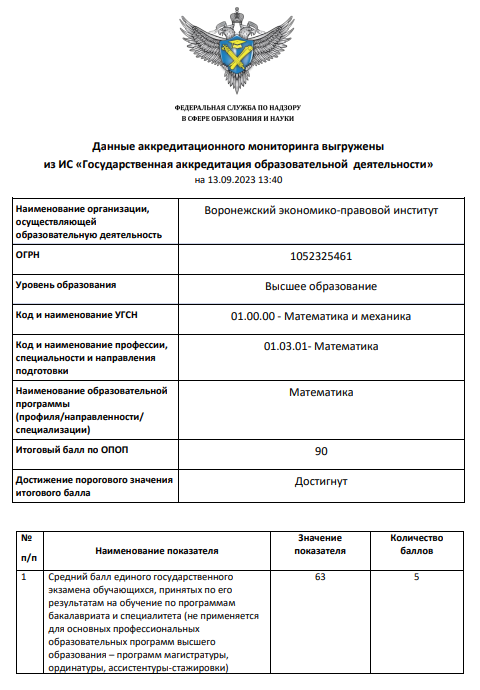 ФЕДЕРАЛЬНАЯ СЛУЖБА ПО НАДЗОРУ
В СФЕРЕ ОБРАЗОВАНИЯ И НАУКИ
Данные аккредитационного мониторинга выгружены
из ИС «Государственная аккредитация образовательной деятельности»
на 13.09.2023 13:40
Наименование организации,
осуществляющей
образовательную деятельность
Воронежский экономико-правовой институт
ОГРН
1052325461
Уровень образования
Высшее образование
Код и наименование УГСН
01.00.00 - Математика и механика
Код и наименование профессии,
специальности и направления
подготовки
01.03.01- Математика
Наименование образовательной
программы
(профиля/направленности/
специализации)
Математика
Итоговый балл по ОПОП
90
Достижение порогового значения
итогового балла
Достигнут
№
п/п
Наименование показателя
Значение
показателя
Количество
баллов
1
Средний балл единого государственного
экзамена обучающихся, принятых по его
результатам на обучение по программам
бакалавриата и специалитета (не применяется
для основных профессиональных
образовательных программ высшего
образования – программ магистратуры,
ординатуры, ассистентуры-стажировки)
63
5